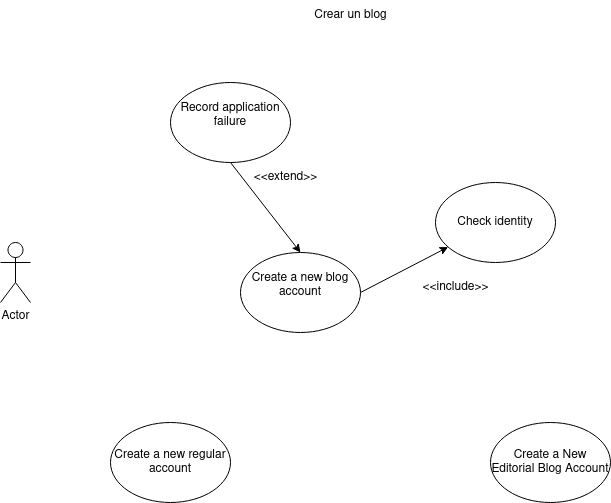 Crear un blog
Record application
failure
<<extend>>
Check identity
Create a new blog
account
<<include>>
Actor
Create a new regular
account
Create a New
Editorial Blog Account